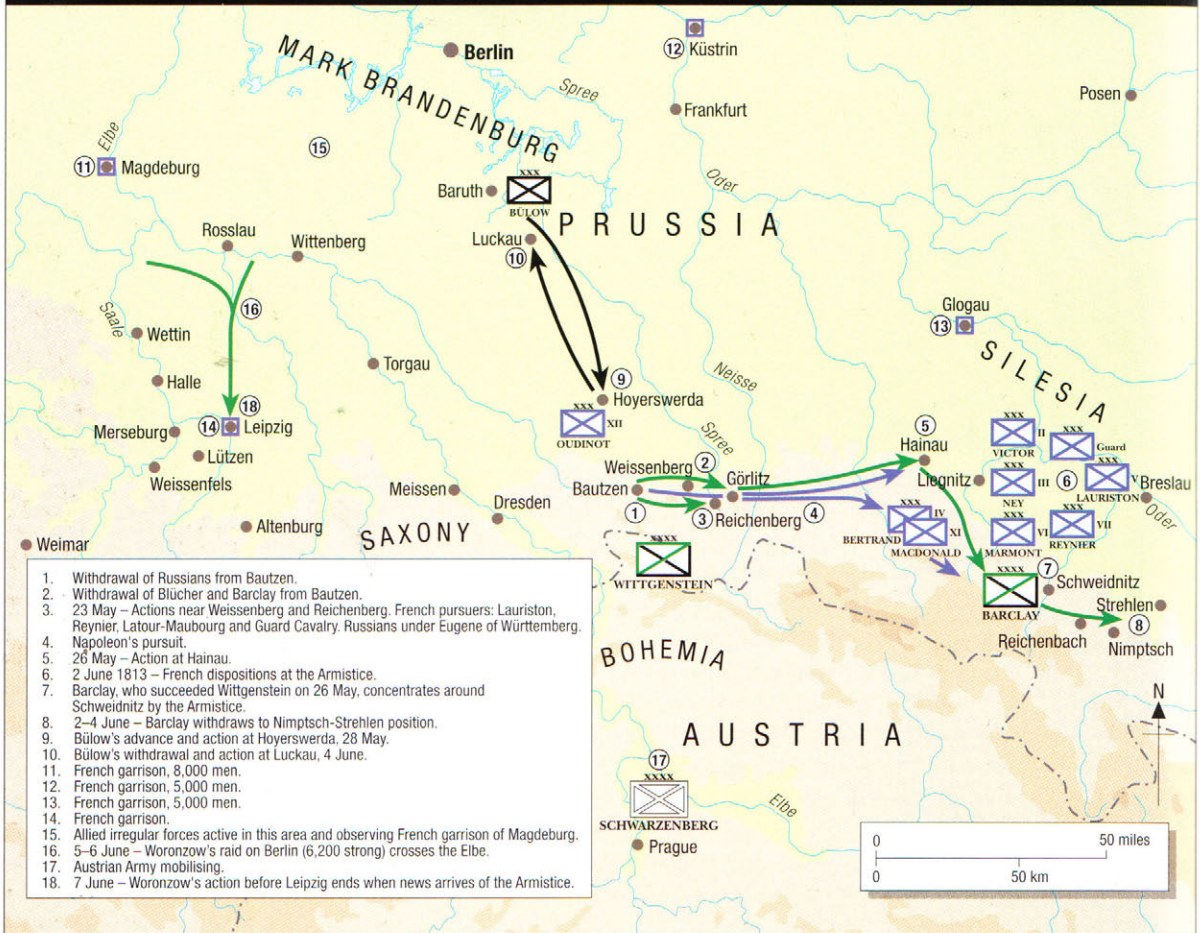 MARK BRANDENBURG
Berlin
12 Küstrin
Spree
Frankfurt
Posen
Elbe
15
11 Magdeburg
Oder
Baruth
XXX
BÜLOW
PRUSSIA
Rosslau
Wittenberg
Luckau
10
16
Saale
Wettin
Glogau
13
SILESIA
Torgau
Halle
Neisse
9
Hoyerswerda
XXX
XII
OUDINOT
18
14 Leipzig
Merseburg
Lützen
Weissenfels
Spree
5
Hainau
XXX
II
VICTOR
XXX
Guard
Weissenberg 2
Görlitz
Liegnitz
XXX
III
NEY
6
XXX
V
LAURISTON
Breslau
Oder
Meissen
Bautzen
1
3 Reichenberg
4
Dresden
XXX
IV
BERTRAND
XI
MACDONALD
XXX
VI
MARMONT
XXX
VII
REYNIER
Altenburg
SAXONY
Weimar
XXXX
WITTGENSTEIN
XXXX
BARCLAY
7
Schweidnitz
Strehlen
8
Reichenbach
Nimptsch
BOHEMIA
N
AUSTRIA
17
XXXX
SCHWARZENBERG
Elbe
Prague
1. Withdrawal of Russians from Bautzen.
2. Withdrawal of Blücher and Barclay from Bautzen.
3. 23 May – Actions near Weissenberg and Reichenberg. French pursuers: Lauriston,
Reynier, Latour-Maubourg and Guard Cavalry. Russians under Eugene of Württemberg.
4. Napoleon's pursuit.
5. 26 May – Action at Hainau.
6. 2 June 1813 – French dispositions at the Armistice.
7. Barclay, who succeeded Wittgenstein on 26 May, concentrates around
Schweidnitz by the Armistice.
8. 2–4 June – Barclay withdraws to Nimptsch-Strehlen position.
9. Bülow's advance and action at Hoyerswerda, 28 May.
10. Bülow's withdrawal and action at Luckau, 4 June.
11. French garrison, 8,000 men.
12. French garrison, 5,000 men.
13. French garrison, 5,000 men.
14. French garrison.
15. Allied irregular forces active in this area and observing French garrison of Magdeburg.
16. 5–6 June – Woronzow's raid on Berlin (6,200 strong) crosses the Elbe.
17. Austrian Army mobilising.
18. 7 June – Woronzow's action before Leipzig ends when news arrives of the Armistice.
0 50 miles
0 50 km